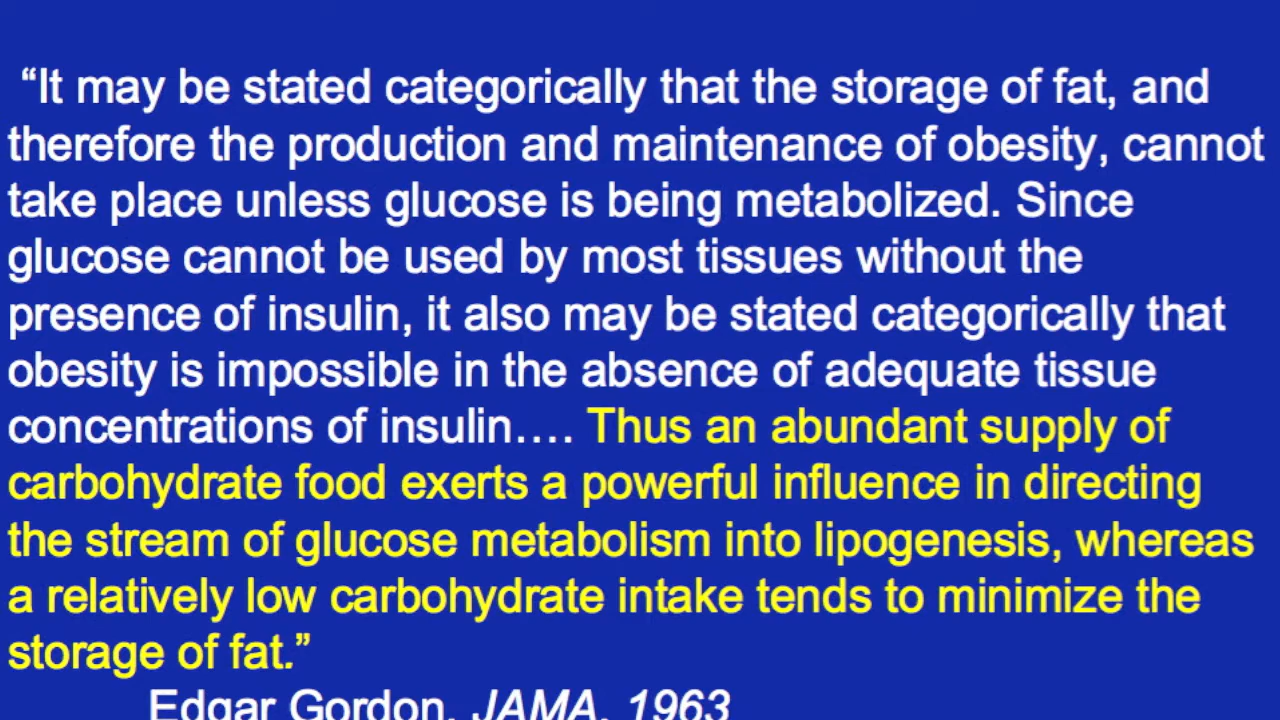 “It may be stated categorically that the storage of fat, and
therefore the production and maintenance of obesity, cannot
take place unless glucose is being metabolized. Since
glucose cannot be used by most tissues without the
presence of insulin, it also may be stated categorically that
obesity is impossible in the absence of adequate tissue
concentrations of insulin…. Thus an abundant supply of
carbohydrate food exerts a powerful influence in directing
the stream of glucose metabolism into lipogenesis, whereas
a relatively low carbohydrate intake tends to minimize the
storage of fat.”
Edgar Gordon, JAMA, 1963